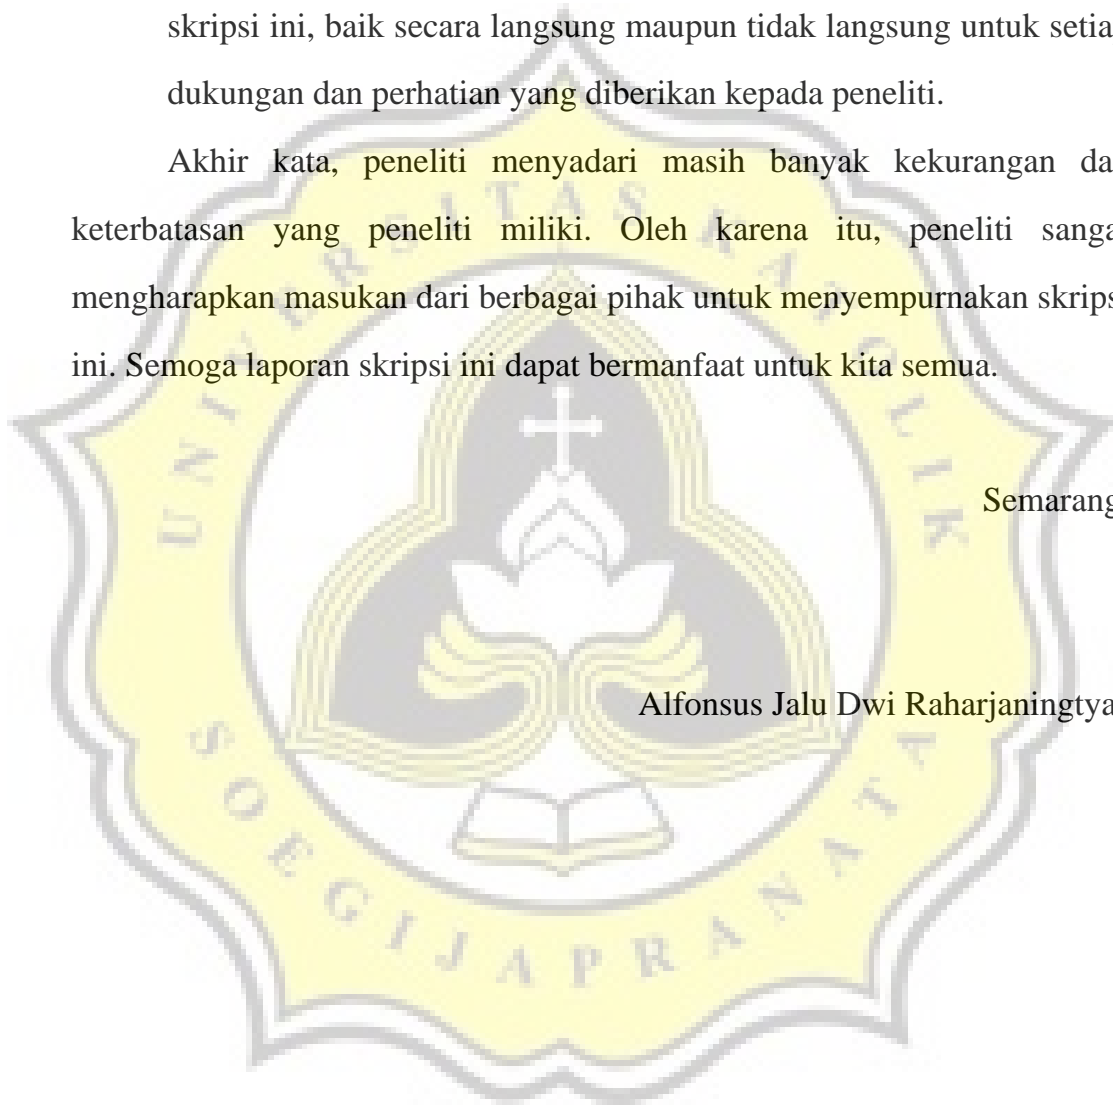 skripsi ini, baik secara langsung maupun tidak langsung untuk setia
dukungan dan perhatian yang diberikan kepada peneliti.
Akhir kata, peneliti menyadari masih banyak kekurangan da
keterbatasan yang peneliti miliki. Oleh karena itu, peneliti sanga
mengharapkan masukan dari berbagai pihak untuk menyempurnakan skrips
ini. Semoga laporan skripsi ini dapat bermanfaat untuk kita semua.
Semarang
Alfonsus Jalu Dwi Raharjaningtya
UNIVERSITAS KATOLIK
SOEGIJAPRANATA